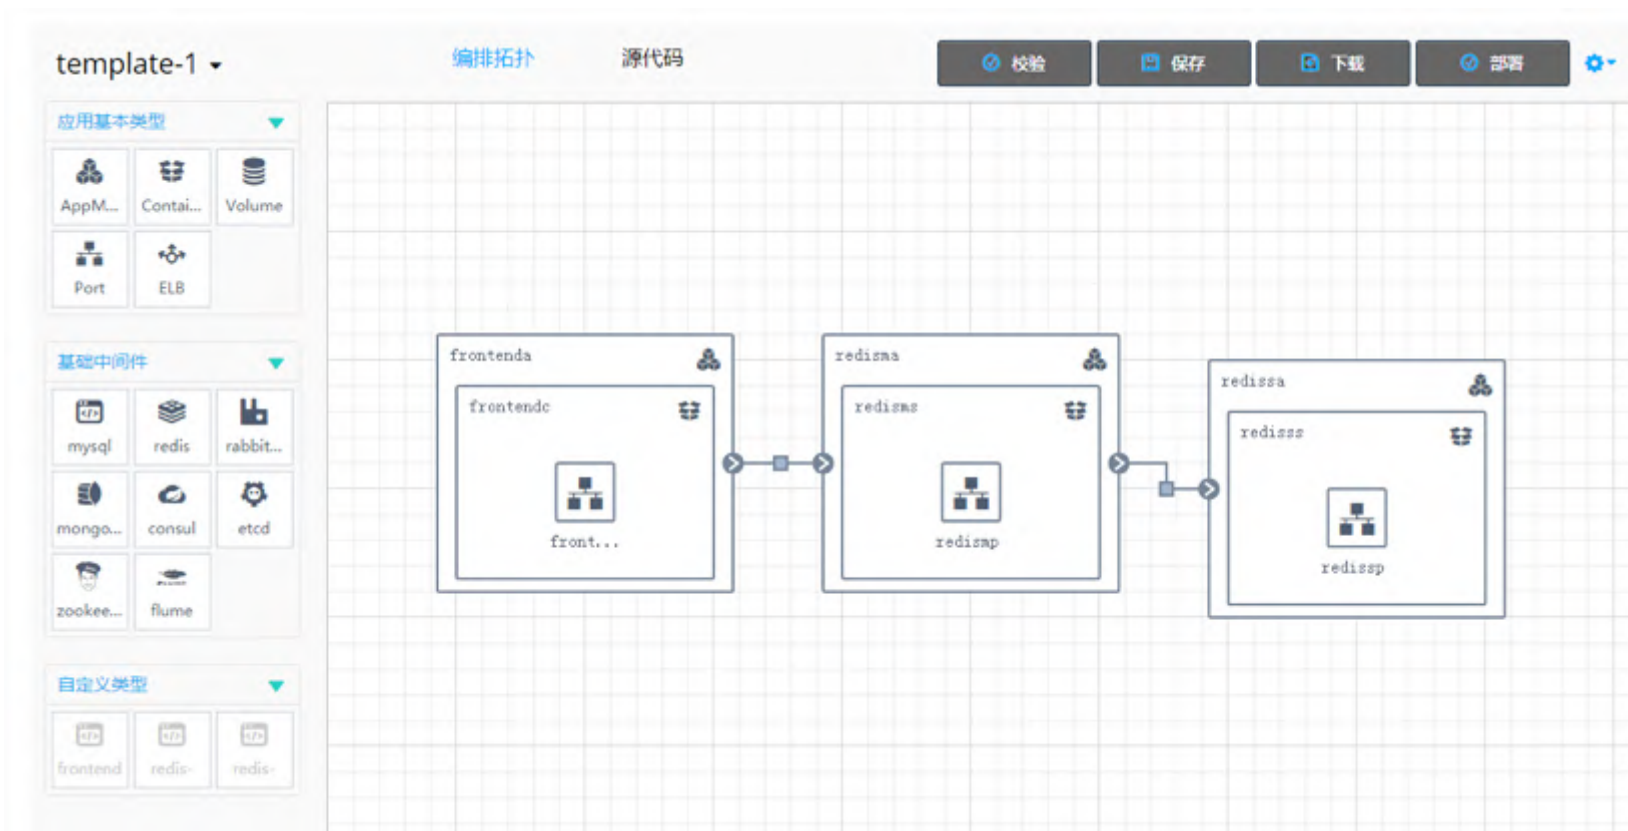 template-1
编排拓扑 源代码
校验 保存 下载 部署
应用基本类型
AppM... Contai... Volume
Port ELB
基础中间件
mysql redis rabbit...
mongo... consul etcd
zookee... flume
自定义类型
frontend redis- redis-
frontenda
frontendc
front...
redisma
redisms
redismp
redissa
redisss
redissp